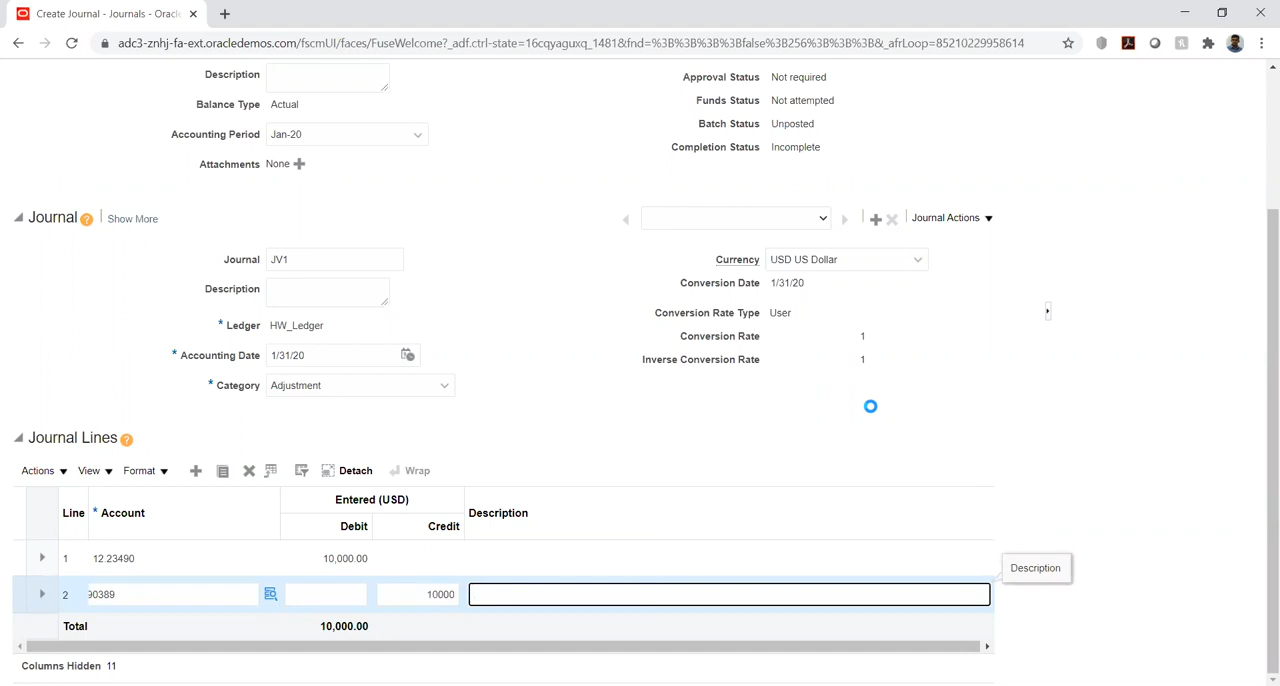 Create Journal - Journals - Oracle
adc3-znhj-fa-ext.oracledemos.com/fscmUI/faces/FuseWelcome?_adf.ctrl-state=16cqyaguxq_1481&fnd=%3B%3B%3B%3Bfalse%3B256%3B%3B%3B&_afrLoop=85210229958614
Description
Approval Status Not required
Balance Type Actual
Funds Status Not attempted
Accounting Period Jan-20
Batch Status Unposted
Completion Status Incomplete
Attachments None
Journal ? Show More
Journal Actions
Journal JV1
Currency USD US Dollar
Description
Conversion Date 1/31/20
Conversion Rate Type User
* Ledger HW_Ledger
Conversion Rate 1
* Accounting Date 1/31/20
Inverse Conversion Rate 1
* Category Adjustment
Journal Lines ?
Actions View Format Detach Wrap
Entered (USD)
Line * Account Debit Credit Description
1 12.23490 10,000.00
Description
2 90389 10000
Total 10,000.00
Columns Hidden 11